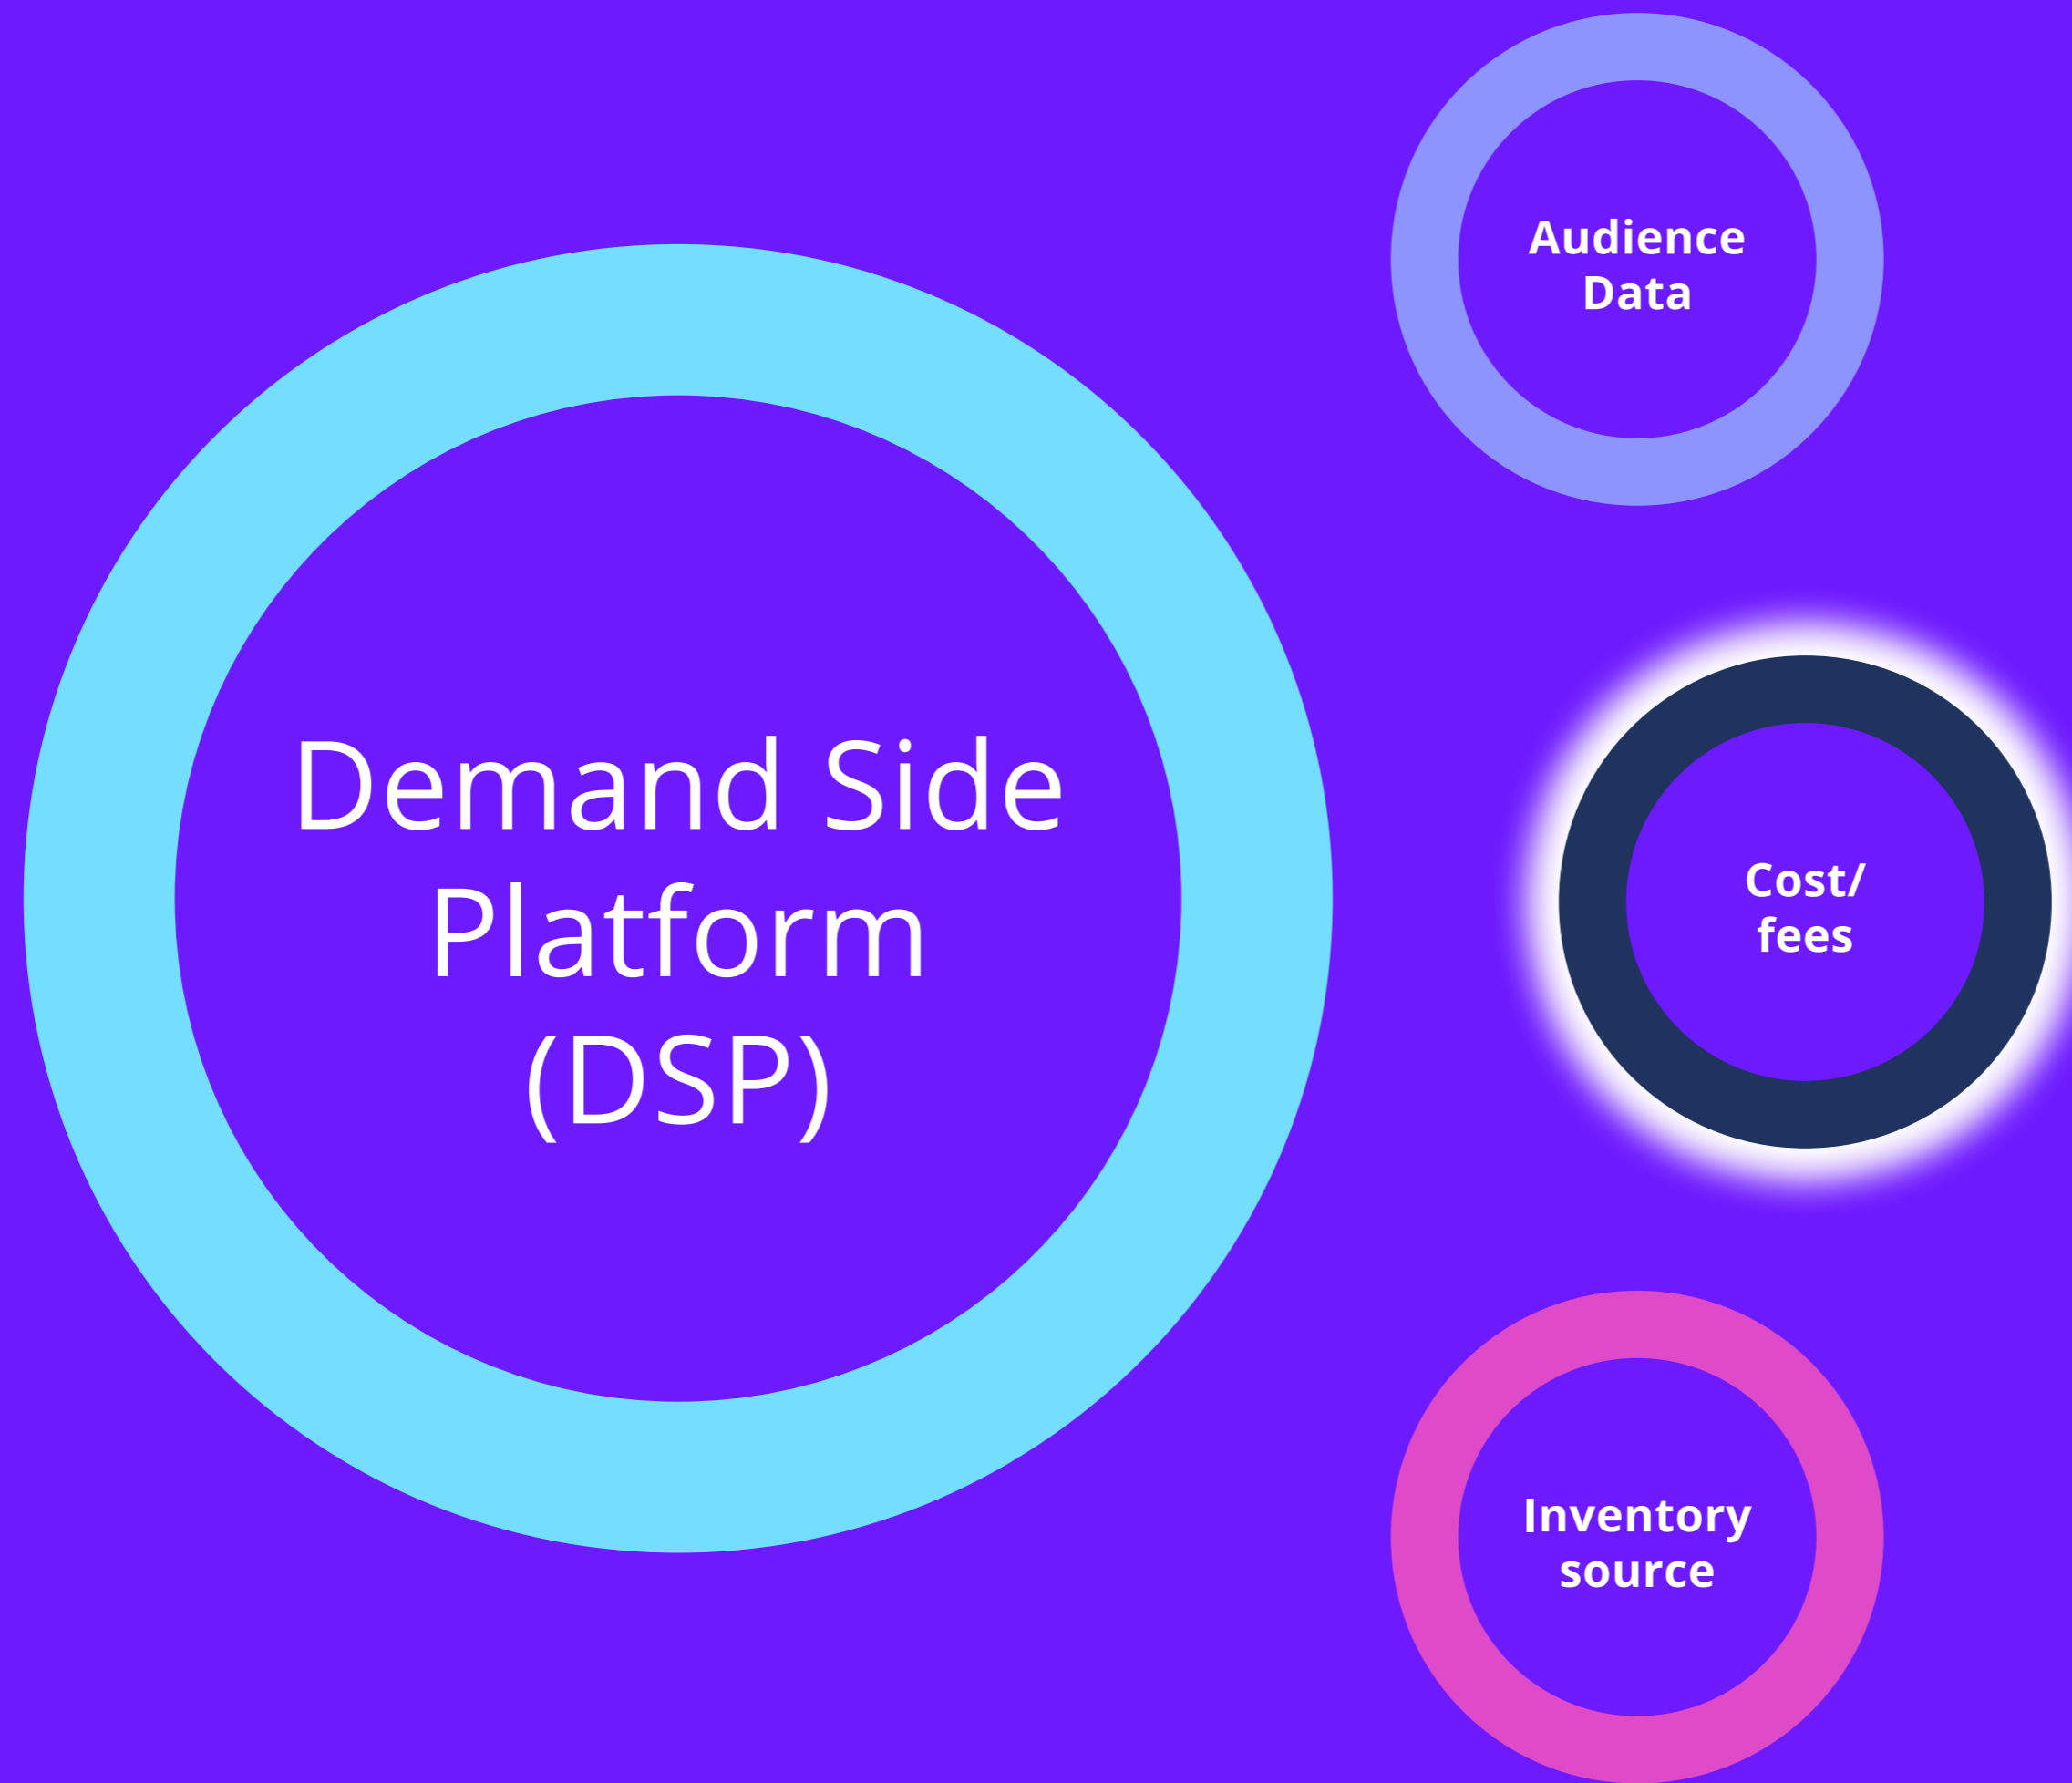 Demand Side
Platform
(DSP)
Audience
Data
Cost/
fees
Inventory
source